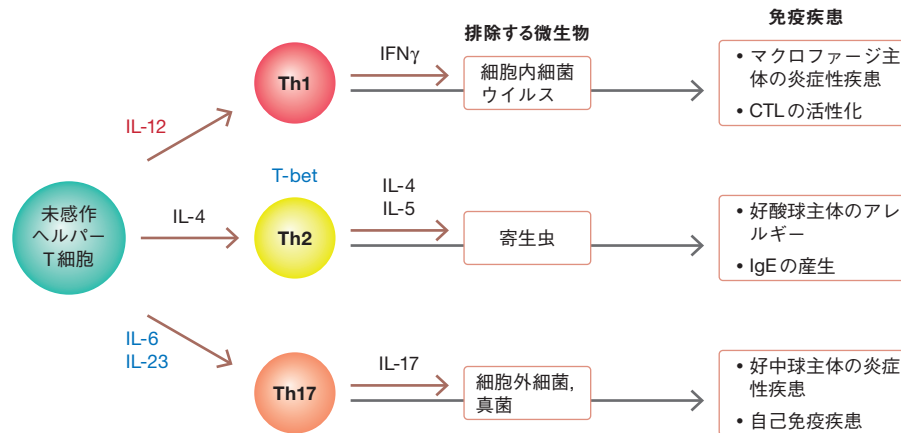 排除する微生物
免疫疾患
未感作
ヘルパー
T細胞
IL-12
Th1
IFNγ
細胞内細菌
ウイルス
• マクロファージ主
体の炎症性疾患
• CTLの活性化
IL-4
T-bet
Th2
IL-4
IL-5
寄生虫
• 好酸球主体のアレ
ルギー
• IgEの産生
IL-6
IL-23
Th17
IL-17
細胞外細菌,
真菌
• 好中球主体の炎症
性疾患
• 自己免疫疾患